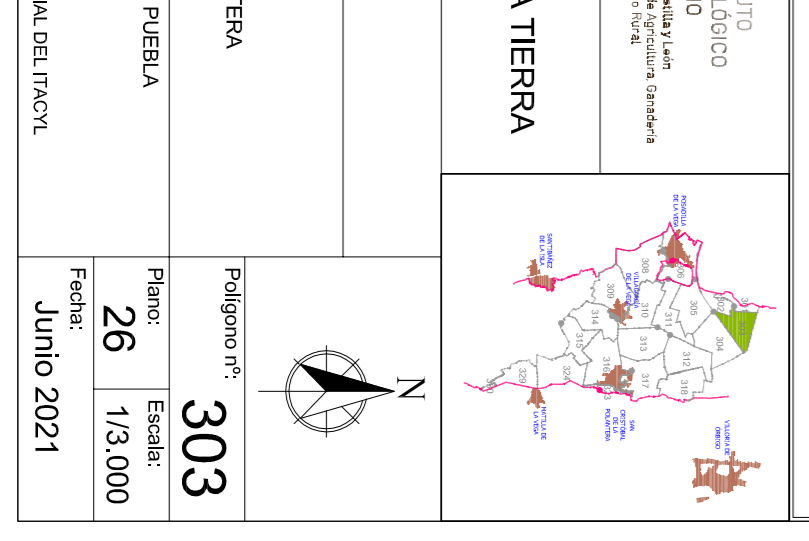 UTO
LÓGICO
IO
stilla y León
de Agricultura, Ganadería
o Rural
A TIERRA
TERA
PUEBLA
IAL DEL ITACYL
POSADILLA
DE LA VEGA
SANTIBÁÑEZ
DE LA ISLA
VILLAGARCÍA
DE LA VEGA
SAN
CRISTÓBAL
DE LA
POLANTERA
MATILLA DE
LA VEGA
VILLORIA DE
ÓRBIGO
302
304
305
306
308
309
310
311
312
313
314
315
316
317
318
324
329
N
Polígono nº:
303
Plano:
26
Escala:
1/3.000
Fecha:
Junio 2021